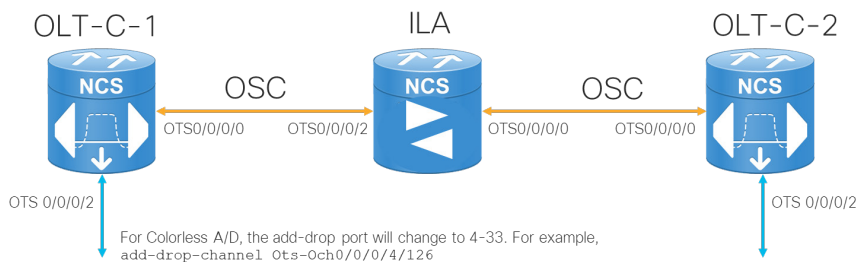 OLT-C-1
ILA
OLT-C-2
NCS
OSC
NCS
OSC
NCS
OTS0/0/0/0
OTS0/0/0/2
OTS0/0/0/0
OTS0/0/0/0
OTS 0/0/0/2
OTS 0/0/0/2
For Colorless A/D, the add-drop port will change to 4-33. For example,
add-drop-channel Ots-Och0/0/0/4/126